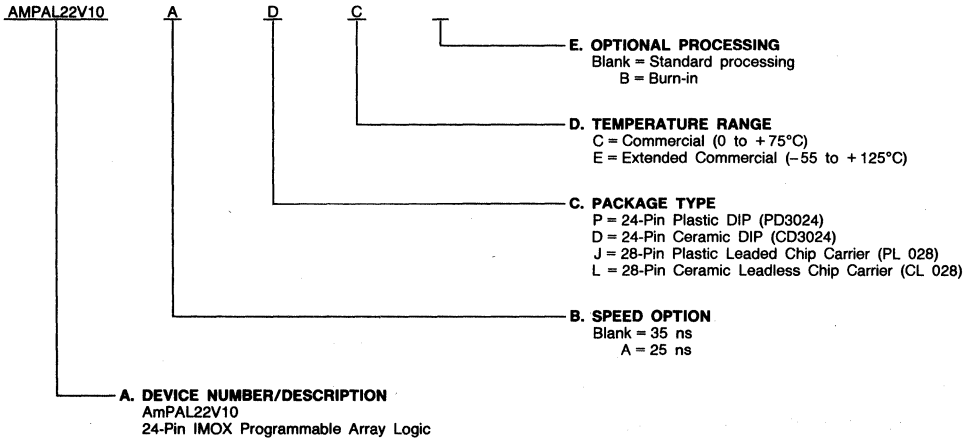 AMPAL22V10 A D C
E. OPTIONAL PROCESSING
Blank = Standard processing
B = Burn-in
D. TEMPERATURE RANGE
C = Commercial (0 to +75°C)
E = Extended Commercial (–55 to +125°C)
C. PACKAGE TYPE
P = 24-Pin Plastic DIP (PD3024)
D = 24-Pin Ceramic DIP (CD3024)
J = 28-Pin Plastic Leaded Chip Carrier (PL 028)
L = 28-Pin Ceramic Leadless Chip Carrier (CL 028)
B. SPEED OPTION
Blank = 35 ns
A = 25 ns
A. DEVICE NUMBER/DESCRIPTION
AmPAL22V10
24-Pin IMOX Programmable Array Logic